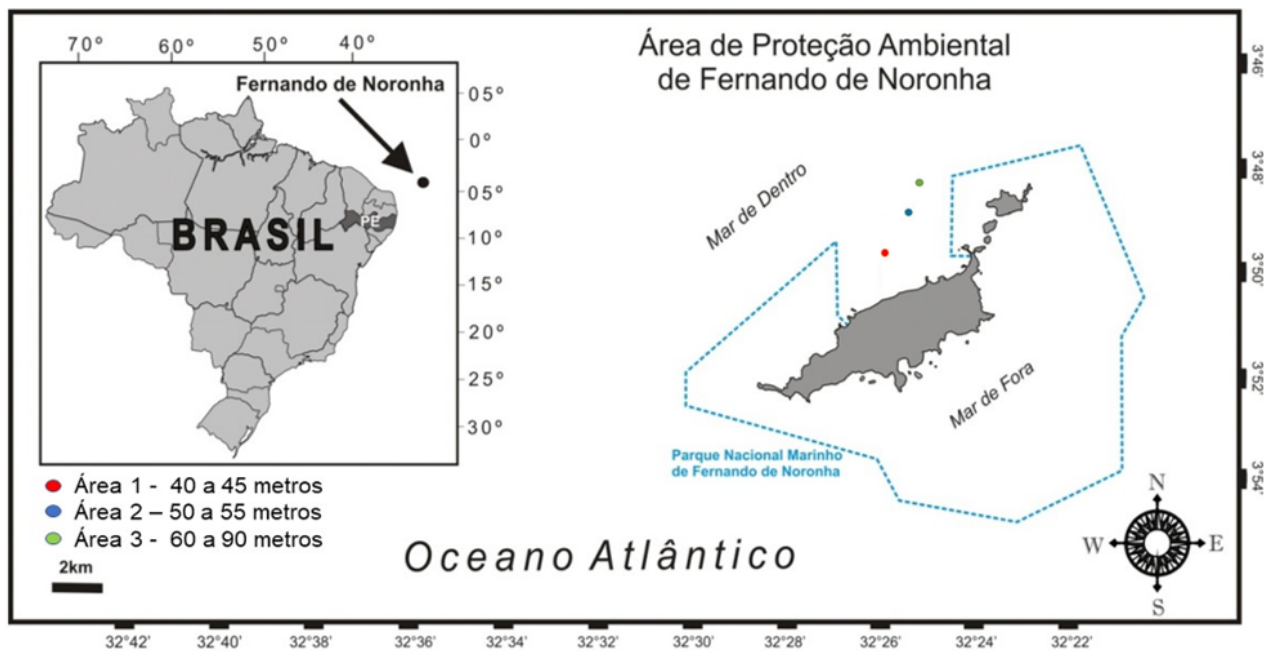 70° 60° 50° 40°
Fernando de Noronha
05°
0°
05°
10°
15°
20°
25°
30°
BRASIL
PE
Área de Proteção Ambiental
de Fernando de Noronha
Mar de Dentro
Mar de Fora
Parque Nacional Marinho
de Fernando de Noronha
3°46'
3°48'
3°50'
3°52'
3°54'
Área 1 - 40 a 45 metros
Área 2 – 50 a 55 metros
Área 3 - 60 a 90 metros
2km
Oceano Atlântico
N
W E
S
32°42' 32°40' 32°38' 32°36' 32°34' 32°32' 32°30' 32°28' 32°26' 32°24' 32°22'